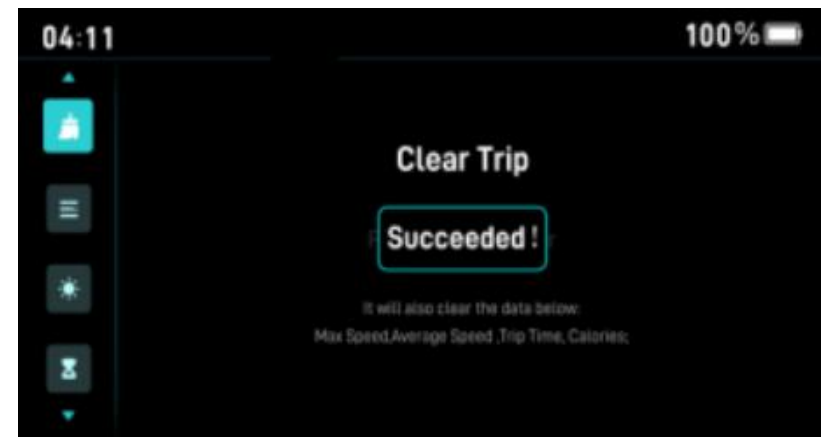 04:11
100%
Clear Trip
Succeeded!
It will also clear the data below:
Max Speed,Average Speed ,Trip Time, Calories;